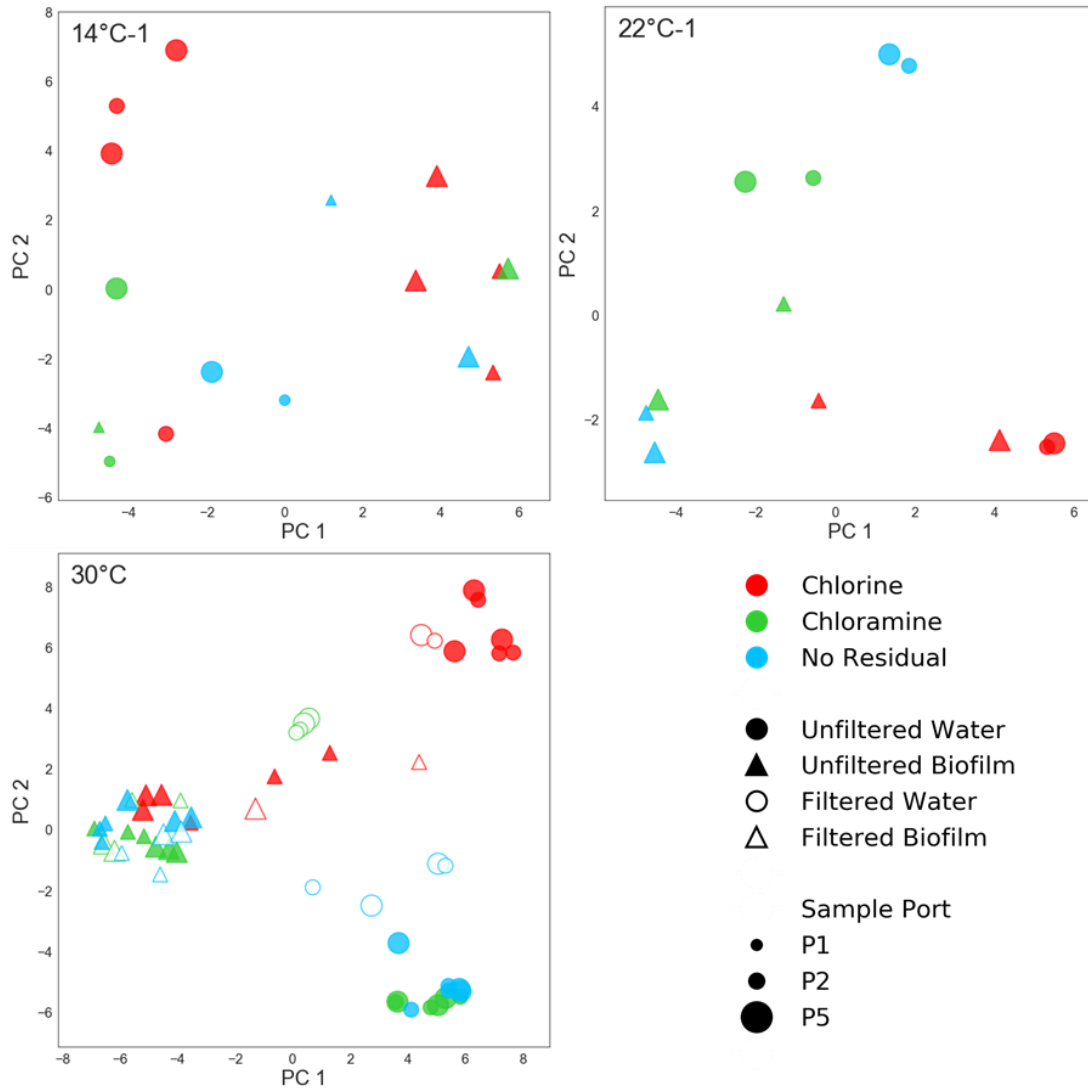 14°C-1
8
6
4
2
0
−2
−4
−6
PC 2
−4
−2
0
2
4
6
PC 1
22°C-1
4
2
0
−2
PC 2
−4
−2
0
2
4
6
PC 1
30°C
8
6
4
2
0
−2
−4
−6
PC 2
−8
−6
−4
−2
0
2
4
6
8
PC 1
Chlorine
Chloramine
No Residual
Unfiltered Water
Unfiltered Biofilm
Filtered Water
Filtered Biofilm
Sample Port
P1
P2
P5